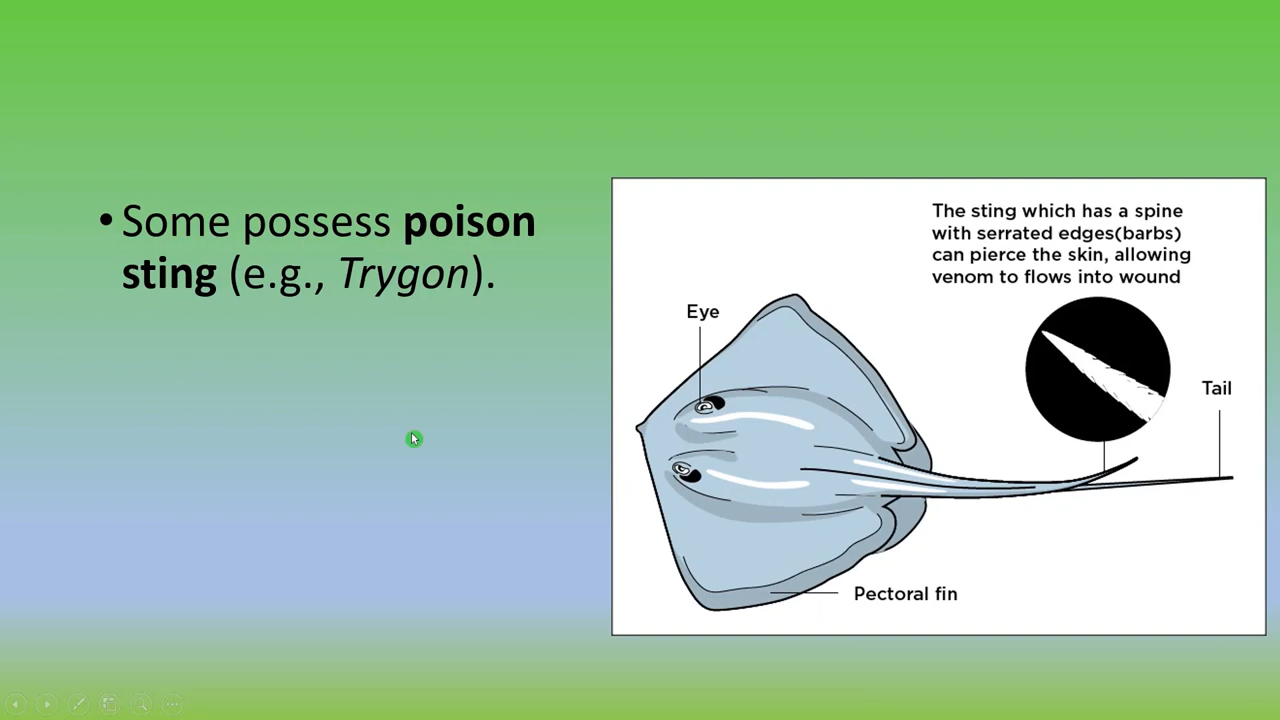 • Some possess poison
sting (e.g., Trygon).
The sting which has a spine
with serrated edges(barbs)
can pierce the skin, allowing
venom to flows into wound
Eye
Tail
Pectoral fin